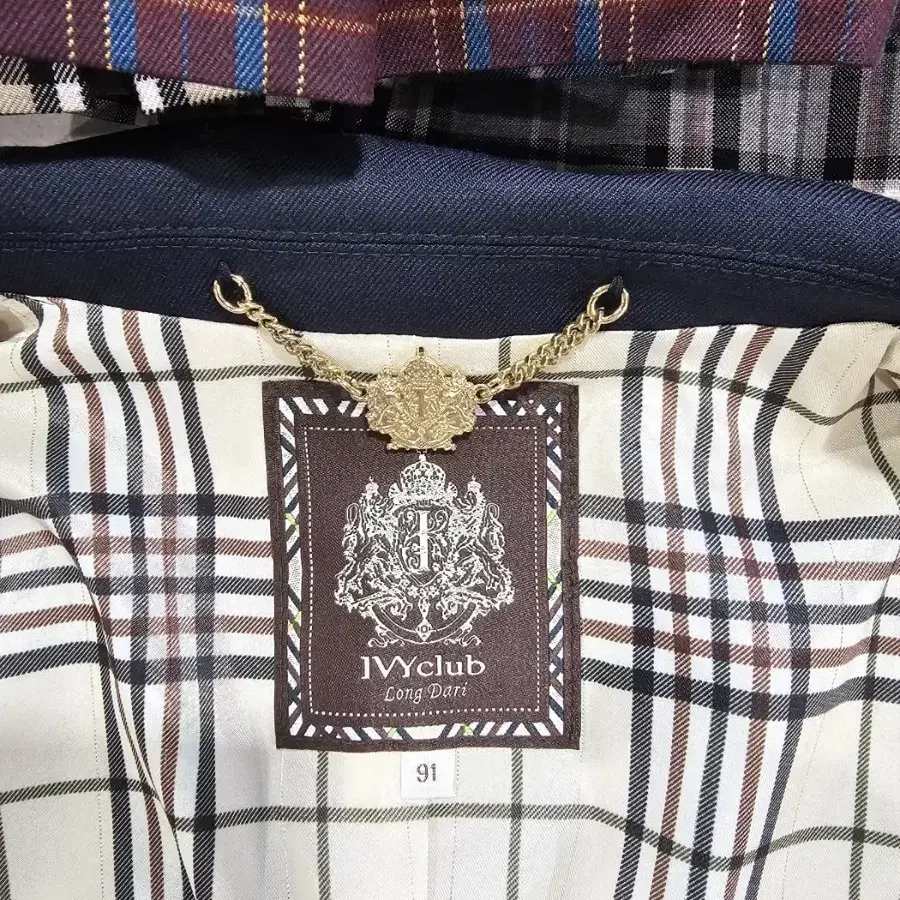 I
I
IVYclub
Long Dari
91